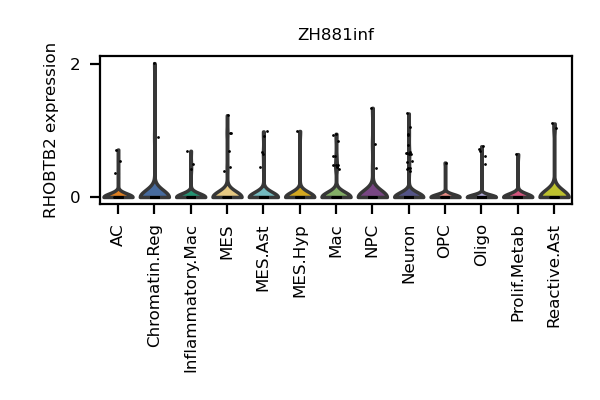 ZH881inf
RHOBTB2 expression
2
0
AC
Chromatin.Reg
Inflammatory.Mac
MES
MES.Ast
MES.Hyp
Mac
NPC
Neuron
OPC
Oligo
Prolif.Metab
Reactive.Ast